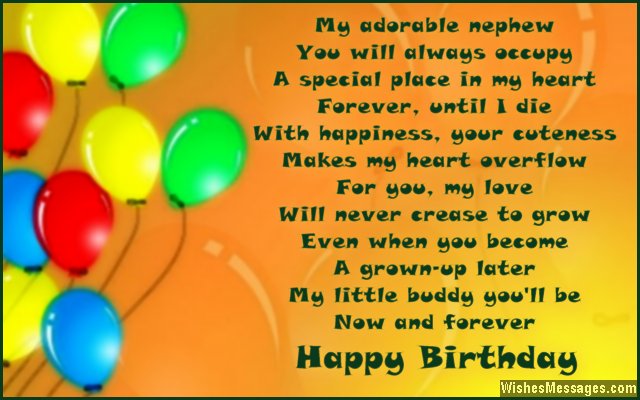 My adorable nephew
You will always occupy
A special place in my heart
Forever, until I die
With happiness, your cuteness
Makes my heart overflow
For you, my love
Will never crease to grow
Even when you become
A grown-up later
My little buddy you'll be
Now and forever
Happy Birthday
WishesMessages.com